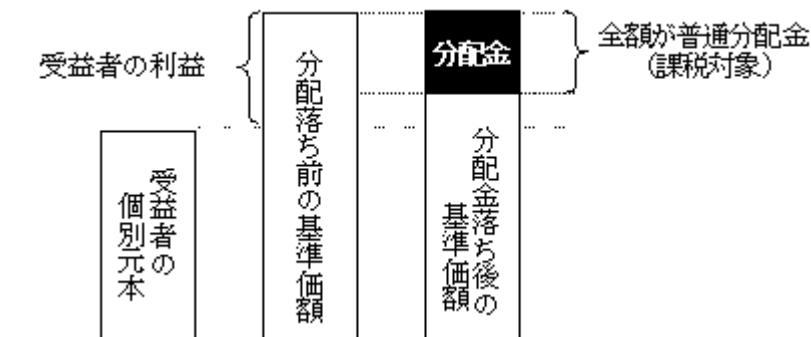 受益者の利益
分配金
全額が普通分配金
(課税対象)
受益者の
個別元本
分配落ち前の基準価額
分配金落ち後の
基準価額